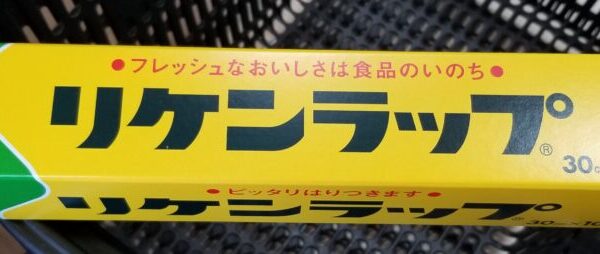 ●フレッシュなおいしさは食品のいのち●
リケンラップ®
30c
●ピッタリはりつきます●
リケンラップ®